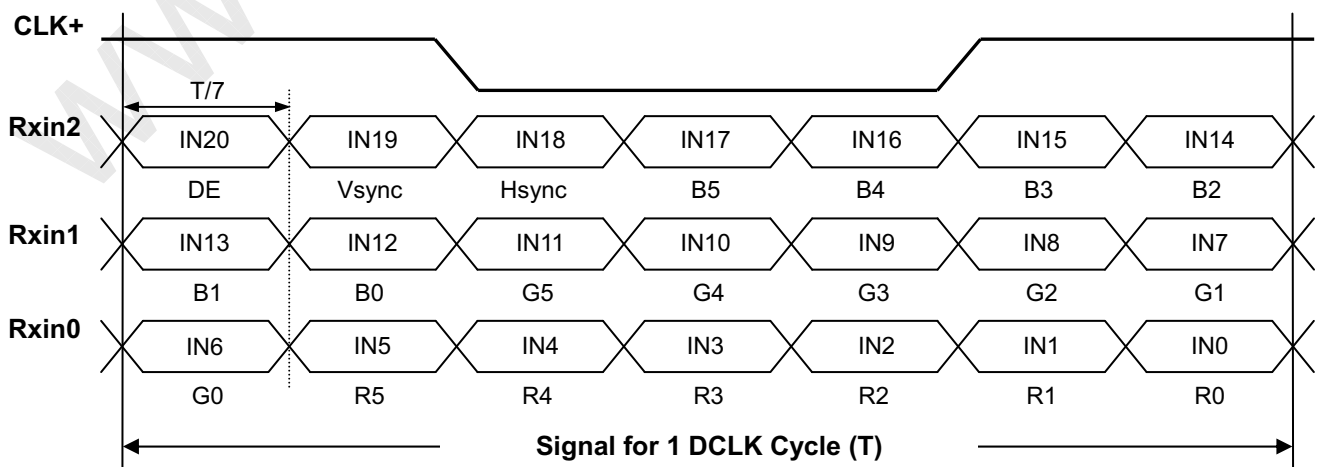 CLK+
T/7
Rxin2 IN20 IN19 IN18 IN17 IN16 IN15 IN14
DE Vsync Hsync B5 B4 B3 B2
Rxin1 IN13 IN12 IN11 IN10 IN9 IN8 IN7
B1 B0 G5 G4 G3 G2 G1
Rxin0 IN6 IN5 IN4 IN3 IN2 IN1 IN0
G0 R5 R4 R3 R2 R1 R0
Signal for 1 DCLK Cycle (T)